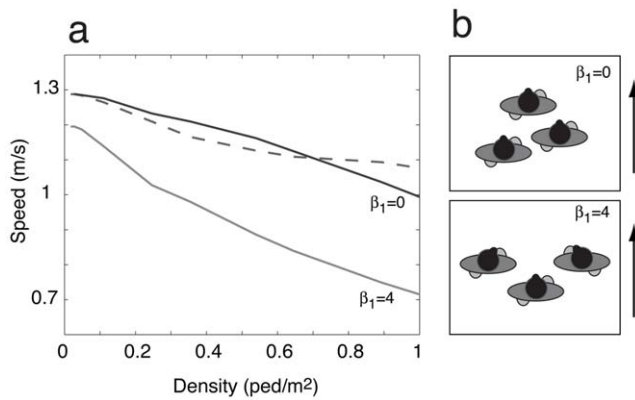 a
b
1.3
1
0.7
Speed (m/s)
β1=0
β1=4
0
0.2
0.4
0.6
0.8
1
Density (ped/m2)
β1=0
β1=4